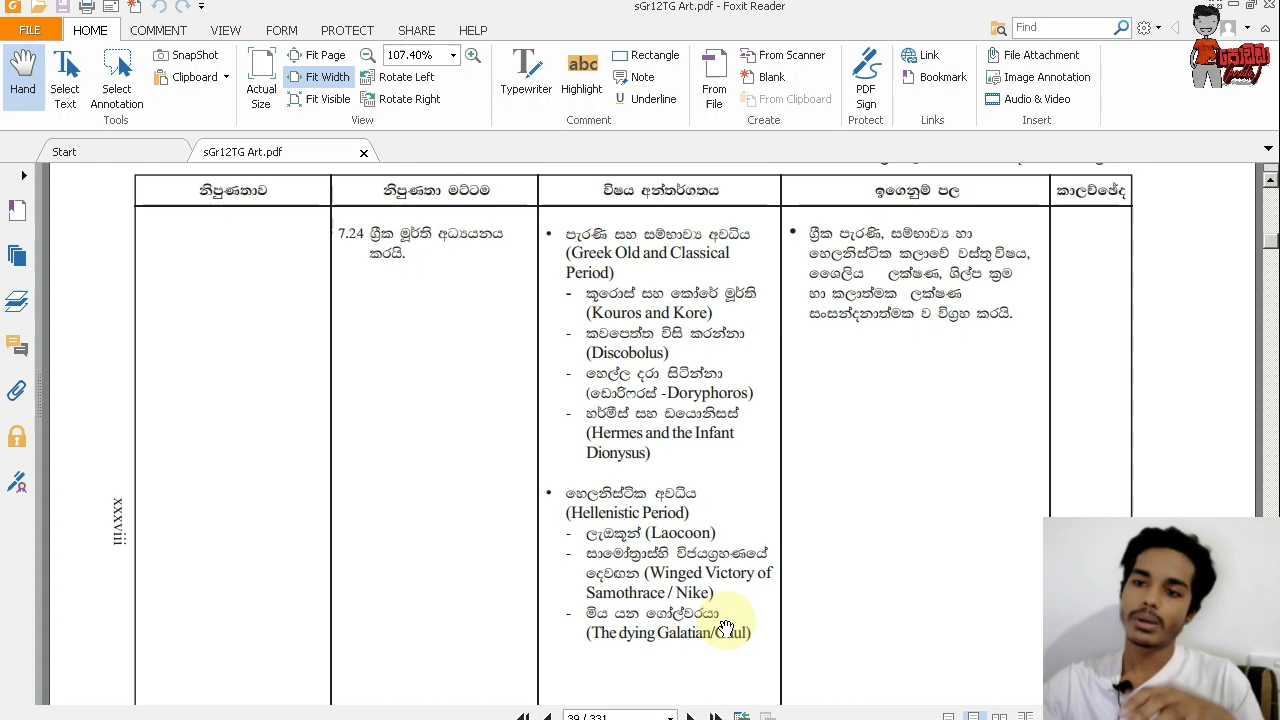 sGr12TG Art.pdf - Foxit Reader
FILE HOME COMMENT VIEW FORM PROTECT SHARE HELP
Find
Hand
Select Text
Select Annotation
SnapShot
Clipboard
Tools
Actual Size
Fit Page
Fit Width
Fit Visible
107.40%
Rotate Left
Rotate Right
View
Typewriter
Highlight
Rectangle
Note
Underline
Comment
From File
From Scanner
Blank
From Clipboard
Create
PDF Sign
Protect
Link
Bookmark
Links
File Attachment
Image Annotation
Audio & Video
Insert
Start
sGr12TG Art.pdf
නිපුණතාව
නිපුණතා මට්ටම
විෂය අන්තර්ගතය
ඉගෙනුම් පල
කාලච්ඡේද
7.24 ග්‍රීක මූර්ති අධ්‍යයනය
කරයි.
• පැරණි සහ සම්භාව්‍ය අවධිය
(Greek Old and Classical
Period)
- කූරොස් සහ කෝරේ මූර්ති
(Kouros and Kore)
- කවපෙත්ත විසි කරන්නා
(Discobolus)
- හෙල්ල දරා සිටින්නා
(ඩොරිෆරස් -Doryphoros)
- හර්මීස් සහ ඩයොනිසස්
(Hermes and the Infant
Dionysus)
• හෙලනිස්ටික අවධිය
(Hellenistic Period)
- ලැඔකූන් (Laocoon)
- සාමෝත්‍රාස්හි විජයග්‍රහණයේ
දෙවඟන (Winged Victory of
Samothrace / Nike)
- මිය යන ගෝල්වරයා
(The dying Galatian/Gaul)
• ග්‍රීක පැරණි, සම්භාව්‍ය හා
හෙලනිස්ටික කලාවේ වස්තු විෂය,
ශෛලිය ලක්ෂණ, ශිල්ප ක්‍රම
හා කලාත්මක ලක්ෂණ
සංසන්දනාත්මක ව විග්‍රහ කරයි.
xxxviii
39 / 331